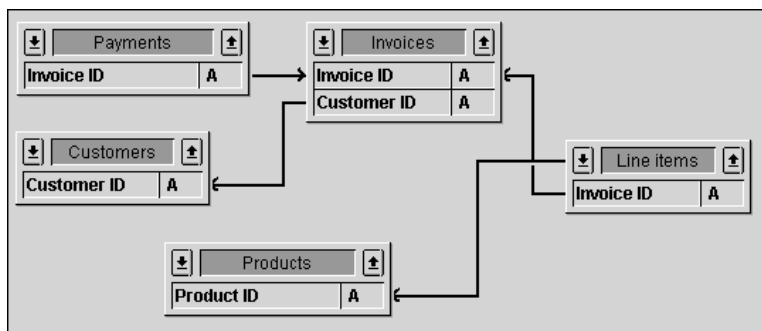 Payments
Invoice ID A
Invoices
Invoice ID A
Customer ID A
Customers
Customer ID A
Line items
Invoice ID A
Products
Product ID A